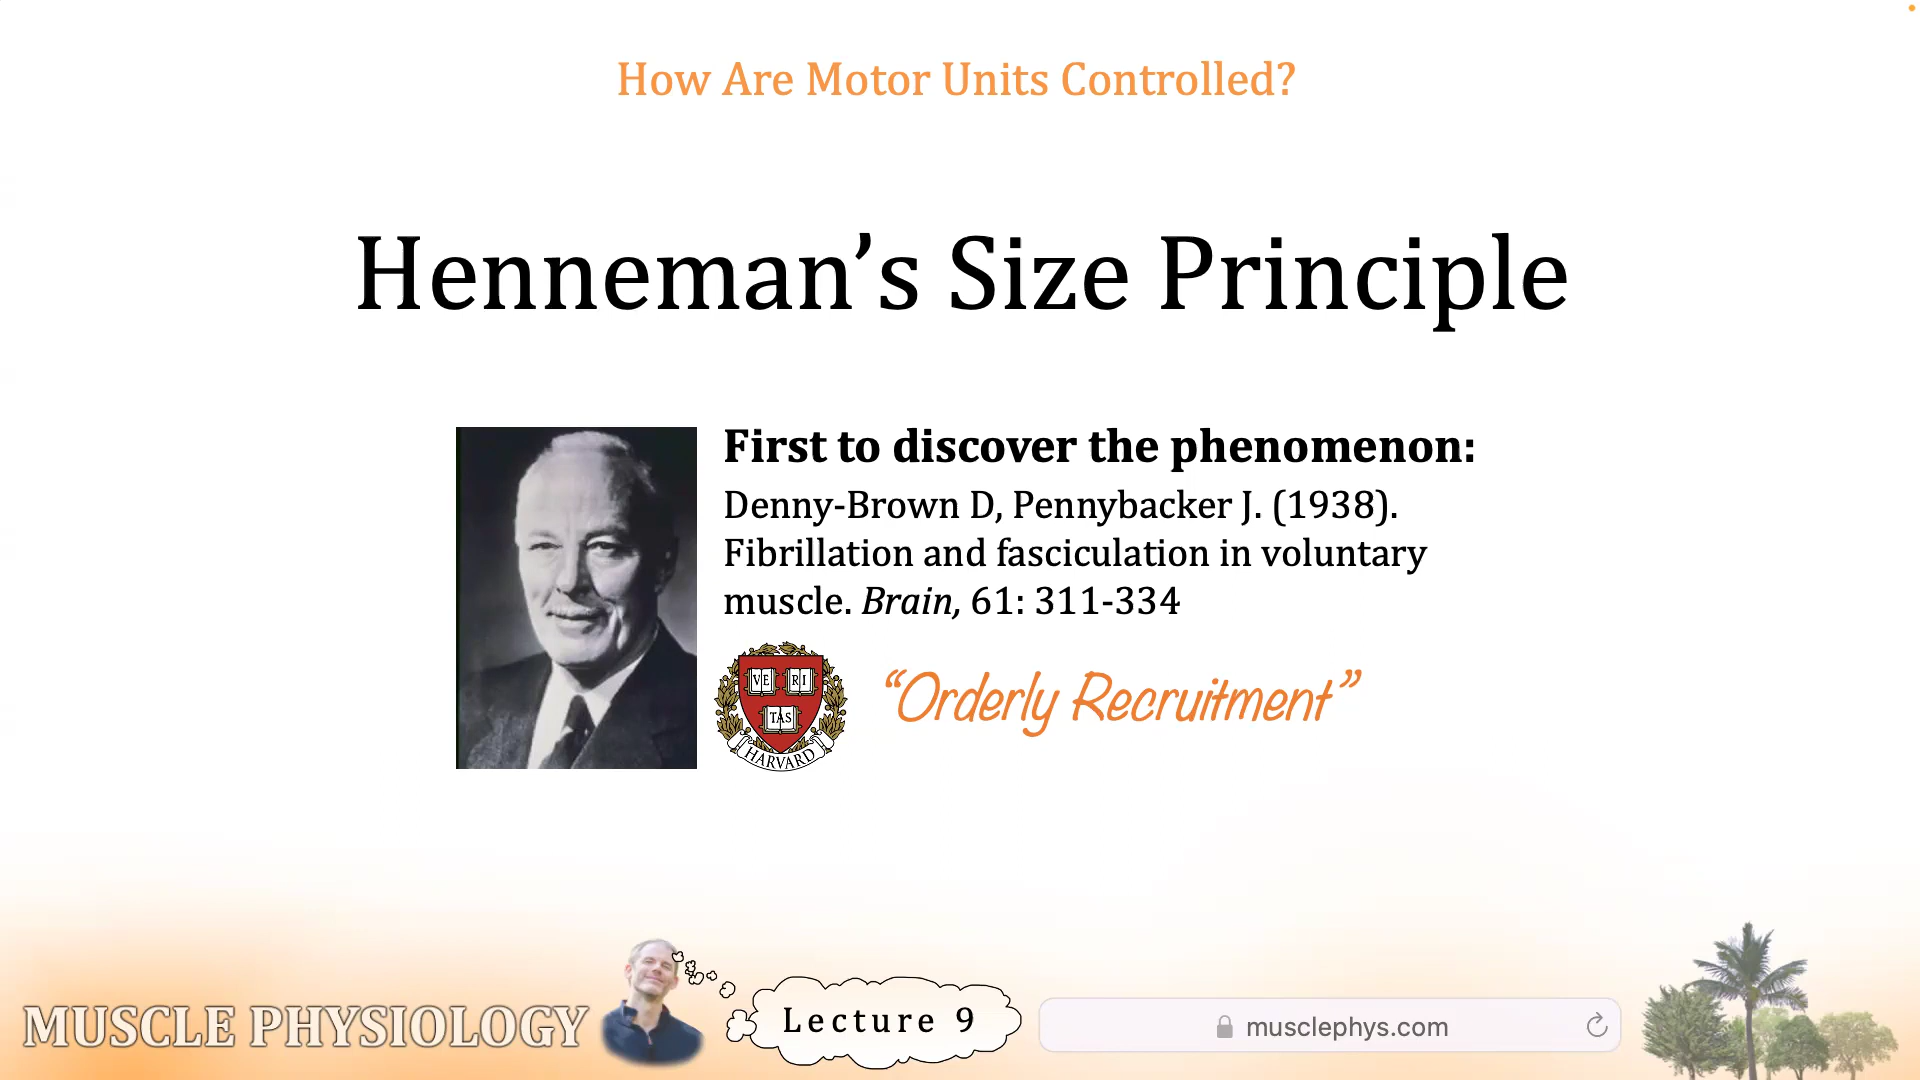 How Are Motor Units Controlled?
Henneman’s Size Principle
First to discover the phenomenon:
Denny-Brown D, Pennybacker J. (1938).
Fibrillation and fasciculation in voluntary
muscle. Brain, 61: 311-334
VE RI
TAS
HARVARD
“Orderly Recruitment”
MUSCLE PHYSIOLOGY
Lecture 9
musclephys.com